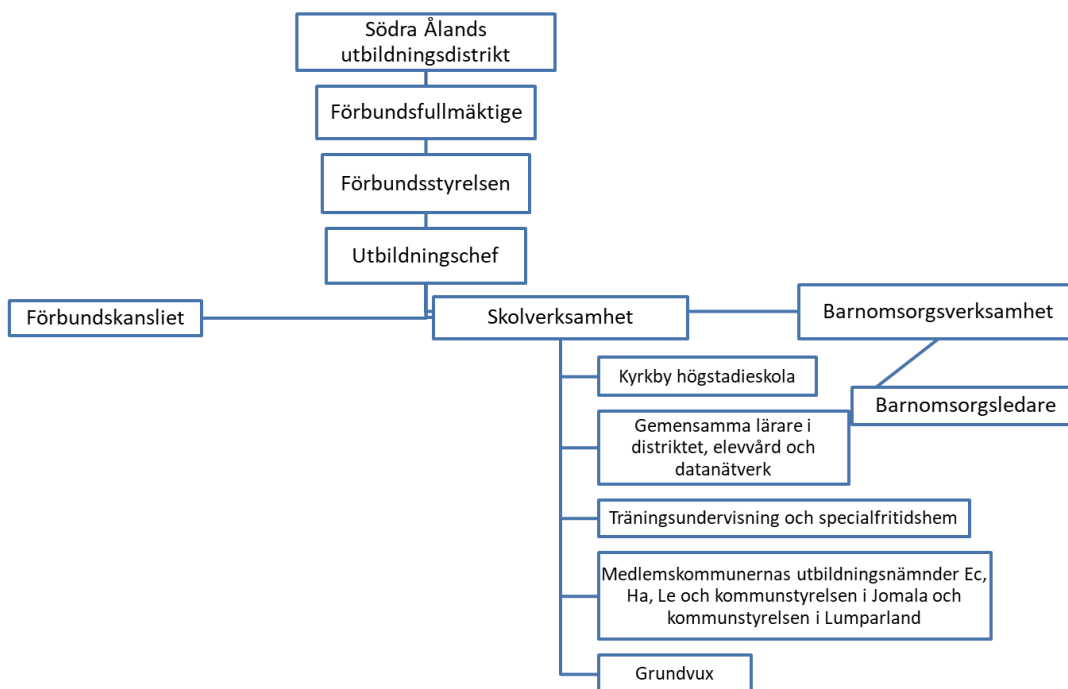 Södra Ålands
utbildningsdistrikt
Förbundsfullmäktige
Förbundsstyrelsen
Utbildningschef
Förbundskansliet
Skolverksamhet
Barnomsorgsverksamhet
Kyrkby högstadieskola
Barnomsorgsledare
Gemensamma lärare i
distriktet, elevvård och
datanätverk
Träningsundervisning och specialfritidshem
Medlemskommunernas utbildningsnämnder Ec,
Ha, Le och kommunstyrelsen i Jomala och
kommunstyrelsen i Lumparland
Grundvux